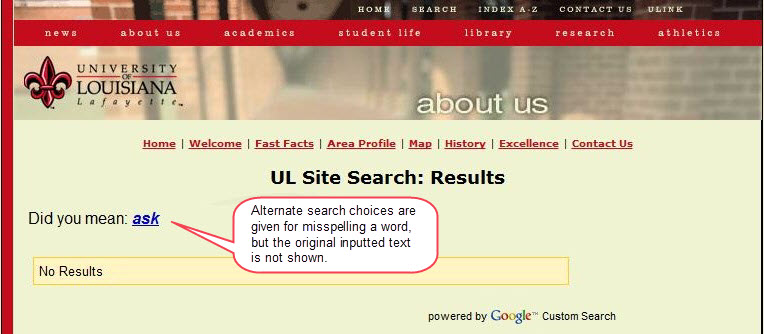 HOME SEARCH INDEX A-Z CONTACT US ULINK
news about us academics student life library research athletics
UNIVERSITY
OF
LOUISIANA
Lafayette™
about us
Home | Welcome | Fast Facts | Area Profile | Map | History | Excellence | Contact Us
UL Site Search: Results
Did you mean: ask
Alternate search choices are
given for misspelling a word,
but the original inputted text
is not shown.
No Results
powered by Google™ Custom Search